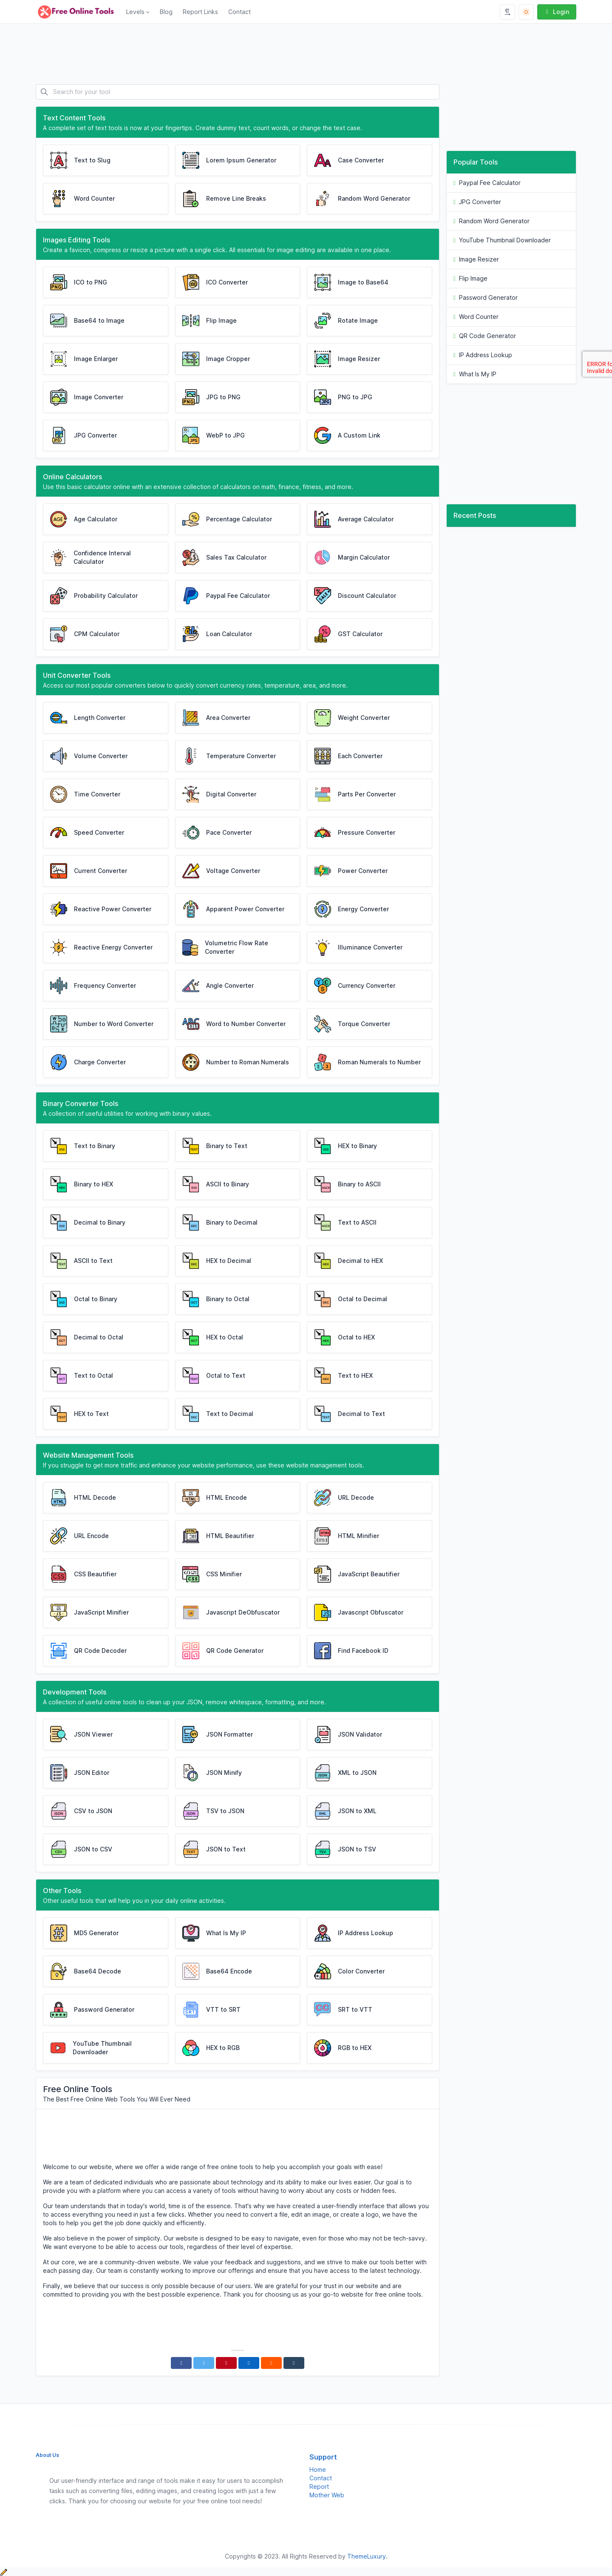 Free Online Tools
Levels
Blog
Report Links
Contact
Login
Search for your tool
Text Content Tools
A complete set of text tools is now at your fingertips. Create dummy text, count words, or change the text case.
Text to Slug
Lorem Ipsum Generator
Case Converter
Word Counter
Remove Line Breaks
Random Word Generator
Images Editing Tools
Create a favicon, compress or resize a picture with a single click. All essentials for image editing are available in one place.
ICO to PNG
ICO Converter
Image to Base64
Base64 to Image
Flip Image
Rotate Image
Image Enlarger
Image Cropper
Image Resizer
Image Converter
JPG to PNG
PNG to JPG
JPG Converter
WebP to JPG
A Custom Link
Online Calculators
Use this basic calculator online with an extensive collection of calculators on math, finance, fitness, and more.
Age Calculator
Percentage Calculator
Average Calculator
Confidence Interval
Calculator
Sales Tax Calculator
Margin Calculator
Probability Calculator
Paypal Fee Calculator
Discount Calculator
CPM Calculator
Loan Calculator
GST Calculator
Unit Converter Tools
Access our most popular converters below to quickly convert currency rates, temperature, area, and more.
Length Converter
Area Converter
Weight Converter
Volume Converter
Temperature Converter
Each Converter
Time Converter
Digital Converter
Parts Per Converter
Speed Converter
Pace Converter
Pressure Converter
Current Converter
Voltage Converter
Power Converter
Reactive Power Converter
Apparent Power Converter
Energy Converter
Reactive Energy Converter
Volumetric Flow Rate
Converter
Illuminance Converter
Frequency Converter
Angle Converter
Currency Converter
Number to Word Converter
Word to Number Converter
Torque Converter
Charge Converter
Number to Roman Numerals
Roman Numerals to Number
Binary Converter Tools
A collection of useful utilities for working with binary values.
Text to Binary
Binary to Text
HEX to Binary
Binary to HEX
ASCII to Binary
Binary to ASCII
Decimal to Binary
Binary to Decimal
Text to ASCII
ASCII to Text
HEX to Decimal
Decimal to HEX
Octal to Binary
Binary to Octal
Octal to Decimal
Decimal to Octal
HEX to Octal
Octal to HEX
Text to Octal
Octal to Text
Text to HEX
HEX to Text
Text to Decimal
Decimal to Text
Website Management Tools
If you struggle to get more traffic and enhance your website performance, use these website management tools.
HTML Decode
HTML Encode
URL Decode
URL Encode
HTML Beautifier
HTML Minifier
CSS Beautifier
CSS Minifier
JavaScript Beautifier
JavaScript Minifier
Javascript DeObfuscator
Javascript Obfuscator
QR Code Decoder
QR Code Generator
Find Facebook ID
Development Tools
A collection of useful online tools to clean up your JSON, remove whitespace, formatting, and more.
JSON Viewer
JSON Formatter
JSON Validator
JSON Editor
JSON Minify
XML to JSON
CSV to JSON
TSV to JSON
JSON to XML
JSON to CSV
JSON to Text
JSON to TSV
Other Tools
Other useful tools that will help you in your daily online activities.
MD5 Generator
What Is My IP
IP Address Lookup
Base64 Decode
Base64 Encode
Color Converter
Password Generator
VTT to SRT
SRT to VTT
YouTube Thumbnail
Downloader
HEX to RGB
RGB to HEX
Free Online Tools
The Best Free Online Web Tools You Will Ever Need
Welcome to our website, where we offer a wide range of free online tools to help you accomplish your goals with ease!
We are a team of dedicated individuals who are passionate about technology and its ability to make our lives easier. Our goal is to
provide you with a platform where you can access a variety of tools without having to worry about any costs or hidden fees.
Our team understands that in today's world, time is of the essence. That's why we have created a user-friendly interface that allows you
to access everything you need in just a few clicks. Whether you need to convert a file, edit an image, or create a logo, we have the
tools to help you get the job done quickly and efficiently.
We also believe in the power of simplicity. Our website is designed to be easy to navigate, even for those who may not be tech-savvy.
We want everyone to be able to access our tools, regardless of their level of expertise.
At our core, we are a community-driven website. We value your feedback and suggestions, and we strive to make our tools better with
each passing day. Our team is constantly working to improve our offerings and ensure that you have access to the latest technology.
Finally, we believe that our success is only possible because of our users. We are grateful for your trust in our website and are
committed to providing you with the best possible experience. Thank you for choosing us as your go-to website for free online tools.
Popular Tools
Paypal Fee Calculator
JPG Converter
Random Word Generator
YouTube Thumbnail Downloader
Image Resizer
Flip Image
Password Generator
Word Counter
QR Code Generator
IP Address Lookup
What Is My IP
ERROR fo
Invalid do
Recent Posts
About Us
Our user-friendly interface and range of tools make it easy for users to accomplish
tasks such as converting files, editing images, and creating logos with just a few
clicks. Thank you for choosing our website for your free online tool needs!
Support
Home
Contact
Report
Mother Web
Copyrights © 2023. All Rights Reserved by ThemeLuxury.